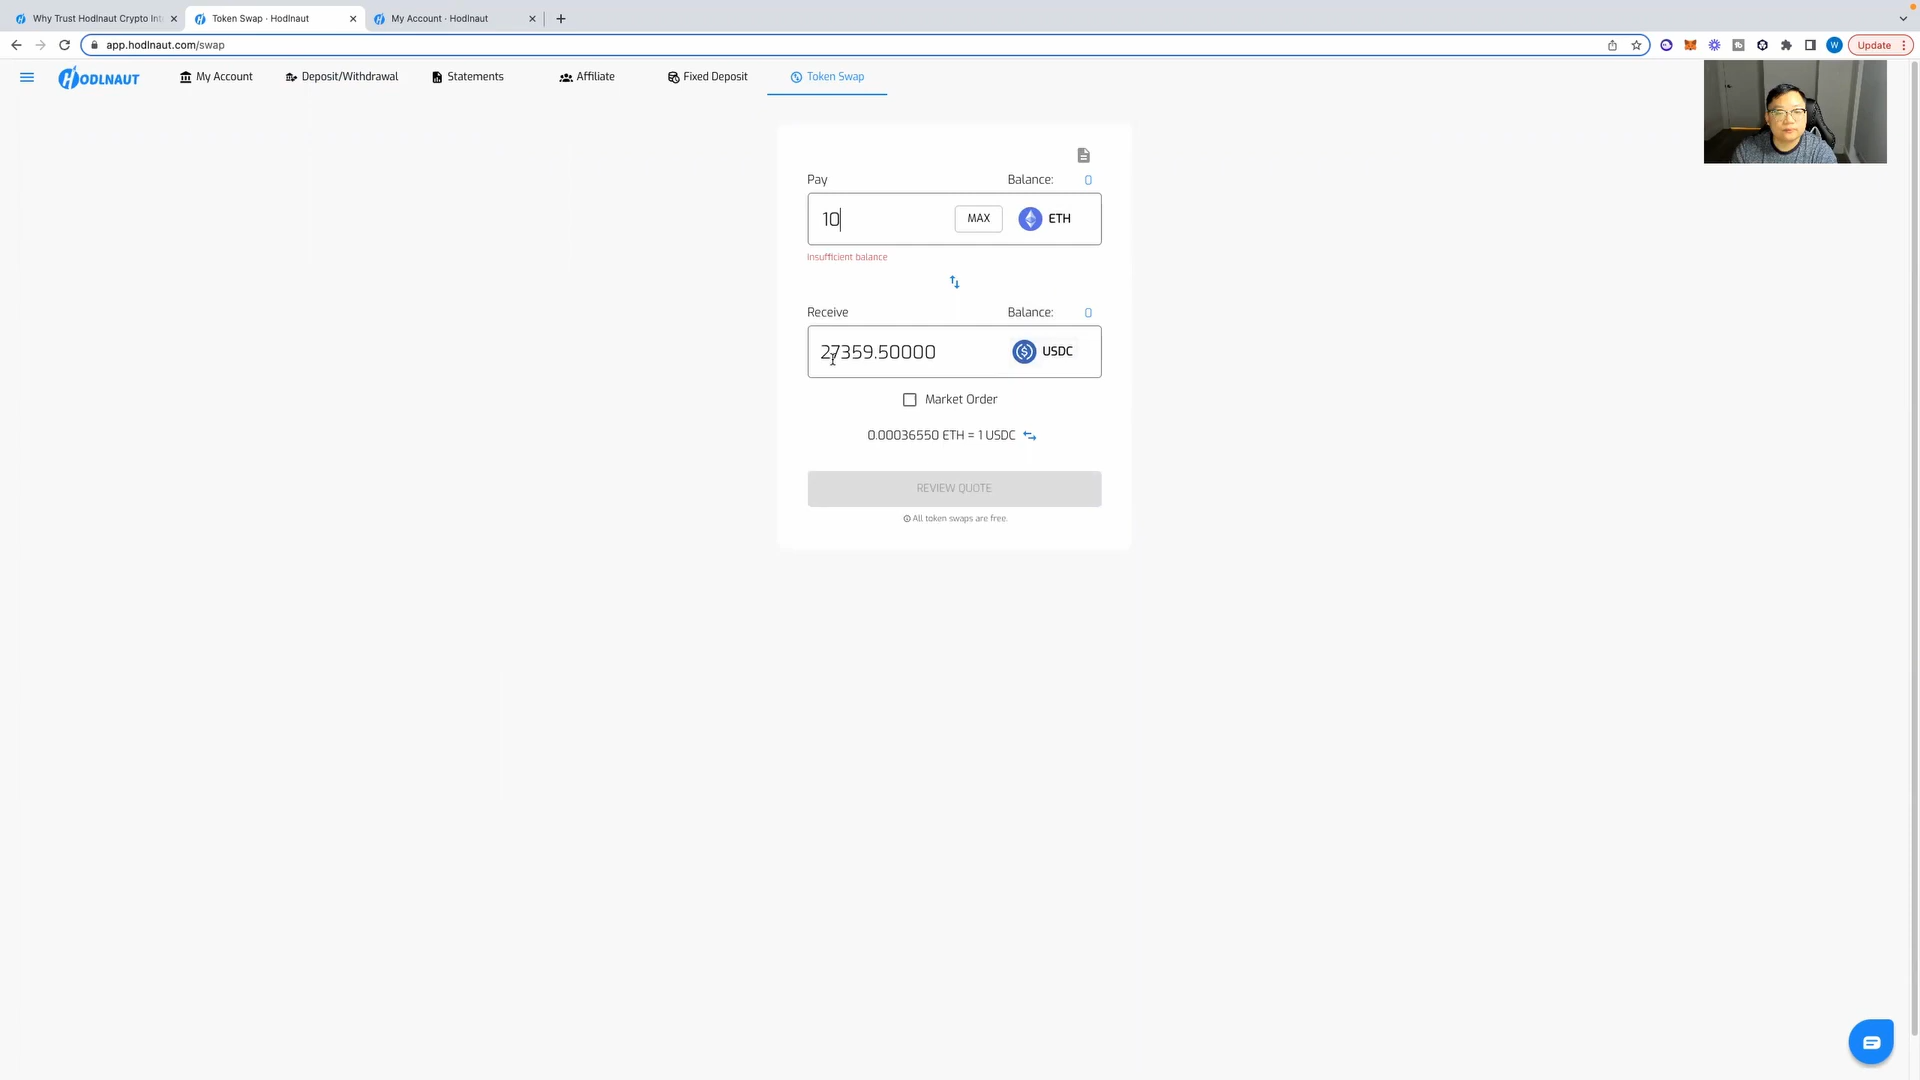 Why Trust Hodlnaut Crypto Int
Token Swap · Hodlnaut
My Account · Hodlnaut
app.hodlnaut.com/swap
W
Update
HODLNAUT
My Account
Deposit/Withdrawal
Statements
Affiliate
Fixed Deposit
Token Swap
Pay
Balance: 0
10
MAX
ETH
Insufficient balance
Receive
Balance: 0
27359.50000
USDC
Market Order
0.00036550 ETH = 1 USDC
REVIEW QUOTE
All token swaps are free.